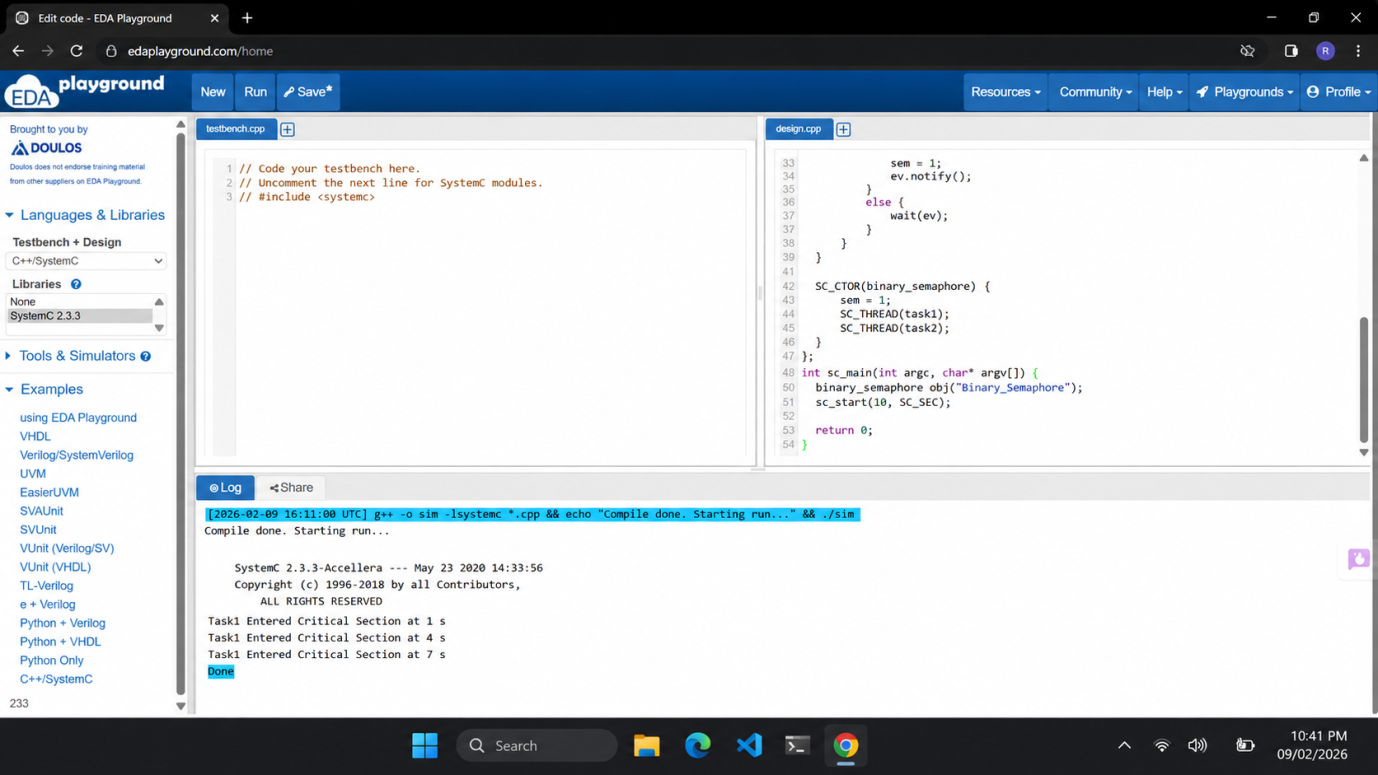 Edit code - EDA Playground
edaplayground.com/home
R
EDA playground
New
Run
Save*
Resources
Community
Help
Playgrounds
Profile
Brought to you by
DOULOS
Doulos does not endorse training material
from other suppliers on EDA Playground.
Languages & Libraries
Testbench + Design
C++/SystemC
Libraries
None
SystemC 2.3.3
Tools & Simulators
Examples
using EDA Playground
VHDL
Verilog/SystemVerilog
UVM
EasierUVM
SVAUnit
SVUnit
VUnit (Verilog/SV)
VUnit (VHDL)
TL-Verilog
e + Verilog
Python + Verilog
Python + VHDL
Python Only
C++/SystemC
233
testbench.cpp
1 // Code your testbench here.
2 // Uncomment the next line for SystemC modules.
3 // #include <systemc>
design.cpp
33 sem = 1;
34 ev.notify();
35 }
36 else {
37 wait(ev);
37 }
38 }
39 }
41
42 SC_CTOR(binary_semaphore) {
43 sem = 1;
44 SC_THREAD(task1);
45 SC_THREAD(task2);
46 }
47 };
48 int sc_main(int argc, char* argv[]) {
50 binary_semaphore obj("Binary_Semaphore");
51 sc_start(10, SC_SEC);
52
53 return 0;
54 }
Log
Share
[2026-02-09 16:11:00 UTC] g++ -o sim -lsystemc *.cpp && echo "Compile done. Starting run..." && ./sim
Compile done. Starting run...
SystemC 2.3.3-Accellera --- May 23 2020 14:33:56
Copyright (c) 1996-2018 by all Contributors,
ALL RIGHTS RESERVED
Task1 Entered Critical Section at 1 s
Task1 Entered Critical Section at 4 s
Task1 Entered Critical Section at 7 s
Done
Search
10:41 PM
09/02/2026